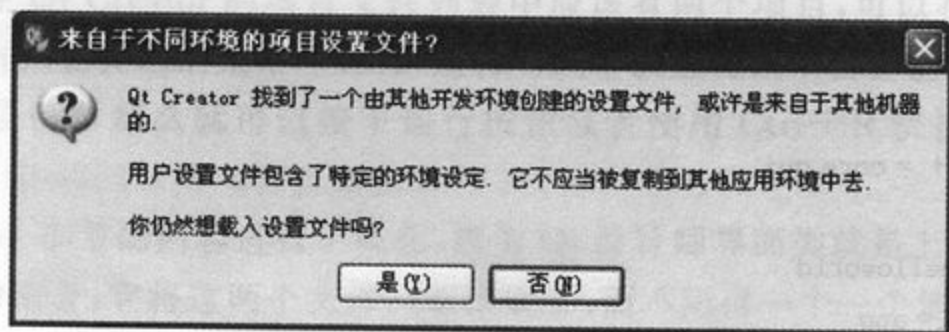 来自于不同环境的项目设置文件?
Qt Creator 找到了一个由其他开发环境创建的设置文件, 或许是来自于其他机器
的.
用户设置文件包含了特定的环境设定. 它不应当被复制到其他应用环境中去.
你仍然想载入设置文件吗?
是(Y)
否(N)